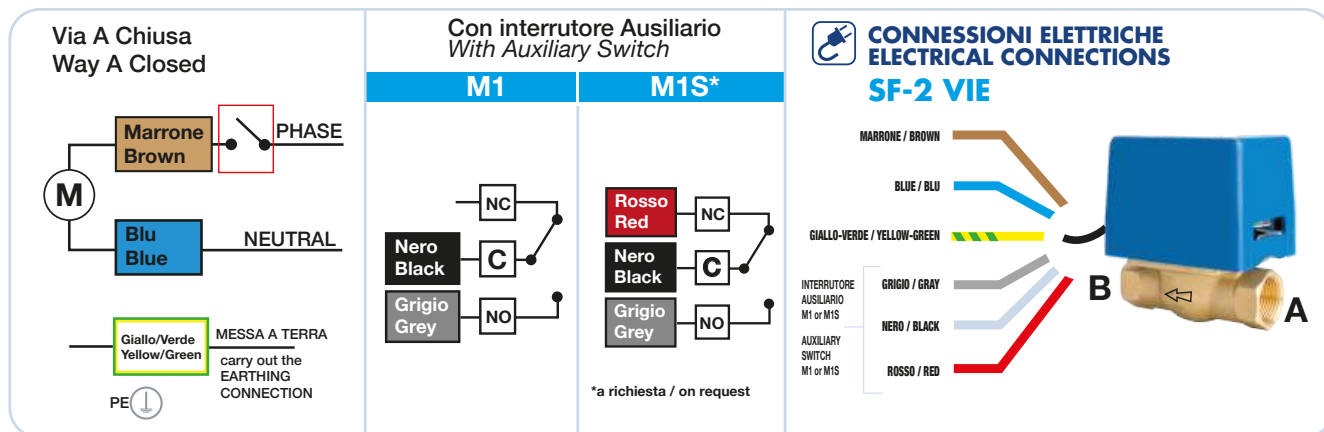 Via A Chiusa
Way A Closed
Marrone
Brown
PHASE
M
Blu
Blue
NEUTRAL
Giallo/Verde
Yellow/Green
MESSA A TERRA
carry out the
EARTHING
CONNECTION
PE
Con interrutore Ausiliario
With Auxiliary Switch
M1
M1S*
NC
Nero
Black
C
Grigio
Grey
NO
Rosso
Red
NC
Nero
Black
C
Grigio
Grey
NO
*a richiesta / on request
CONNESSIONI ELETTRICHE
ELECTRICAL CONNECTIONS
SF-2 VIE
MARRONE / BROWN
BLUE / BLU
GIALLO-VERDE / YELLOW-GREEN
INTERRUTORE
AUSILIARIO
M1 or M1S
AUXILIARY
SWITCH
M1 or M1S
GRIGIO / GRAY
NERO / BLACK
ROSSO / RED
B
A